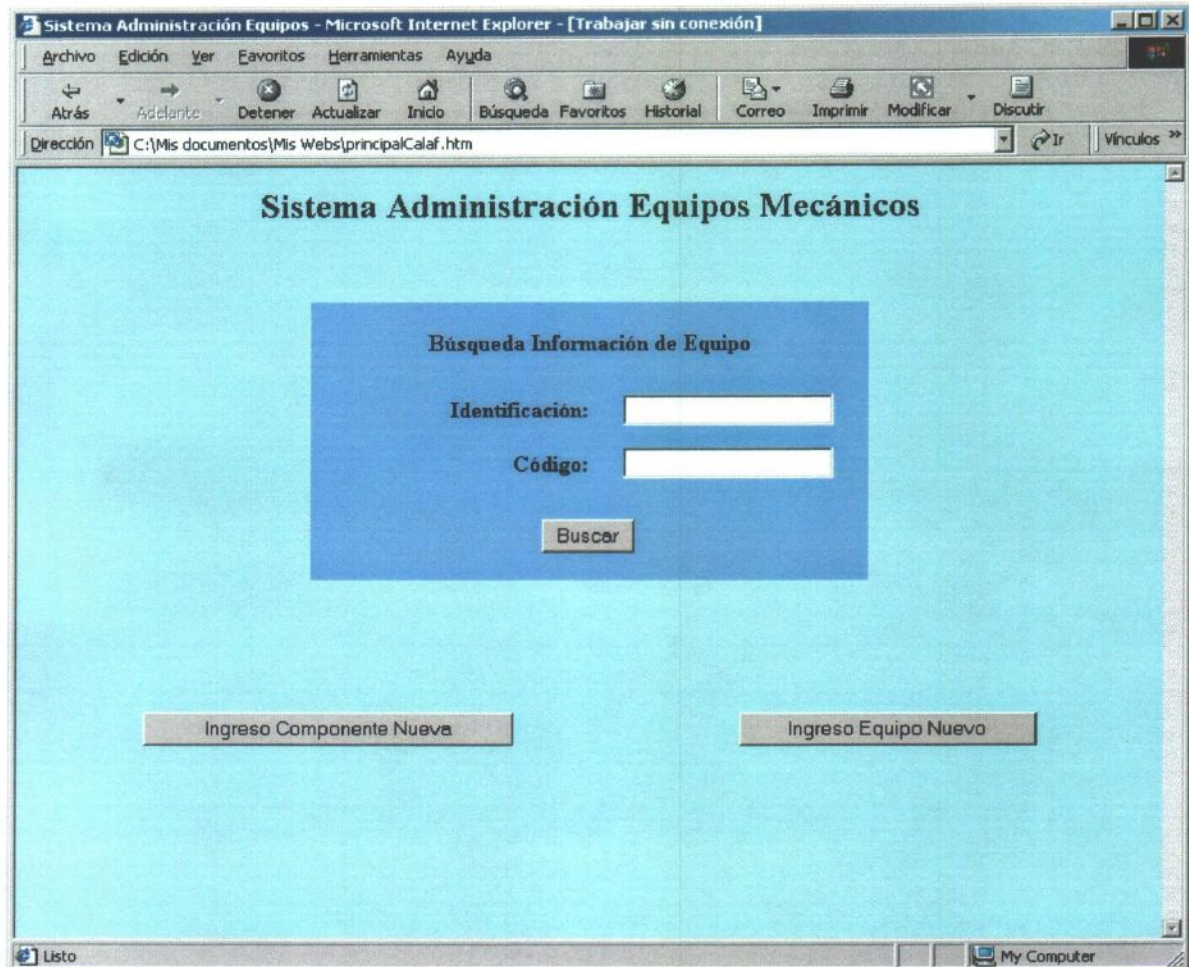 Sistema Administración Equipos - Microsoft Internet Explorer - [Trabajar sin conexión]
Archivo Edición Ver Favoritos Herramientas Ayuda
Atrás Adelante Detener Actualizar Inicio Búsqueda Favoritos Historial Correo Imprimir Modificar Discutir
Dirección C:\Mis documentos\Mis Webs\principalCalaf.htm Ir Vínculos »
Sistema Administración Equipos Mecánicos
Búsqueda Información de Equipo
Identificación:
Código:
Buscar
Ingreso Componente Nueva Ingreso Equipo Nuevo
Listo My Computer